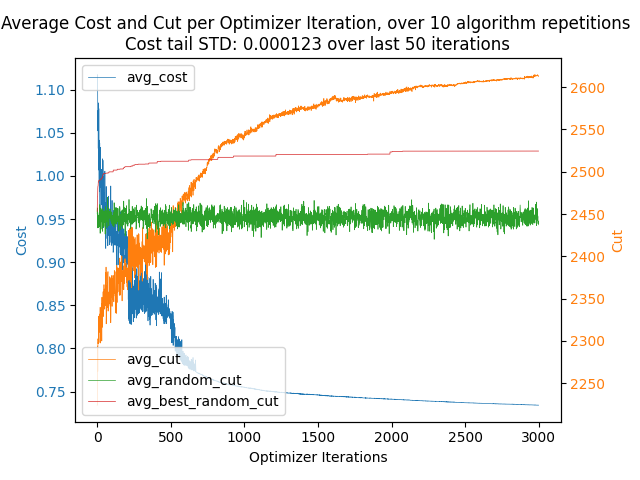 Average Cost and Cut per Optimizer Iteration, over 10 algorithm repetitions
Cost tail STD: 0.000123 over last 50 iterations
avg_cost
1.10
1.05
1.00
0.95
0.90
0.85
0.80
0.75
Cost
2600
2550
2500
2450
2400
2350
2300
2250
Cut
avg_cut
avg_random_cut
avg_best_random_cut
0
500
1000
1500
2000
2500
3000
Optimizer Iterations